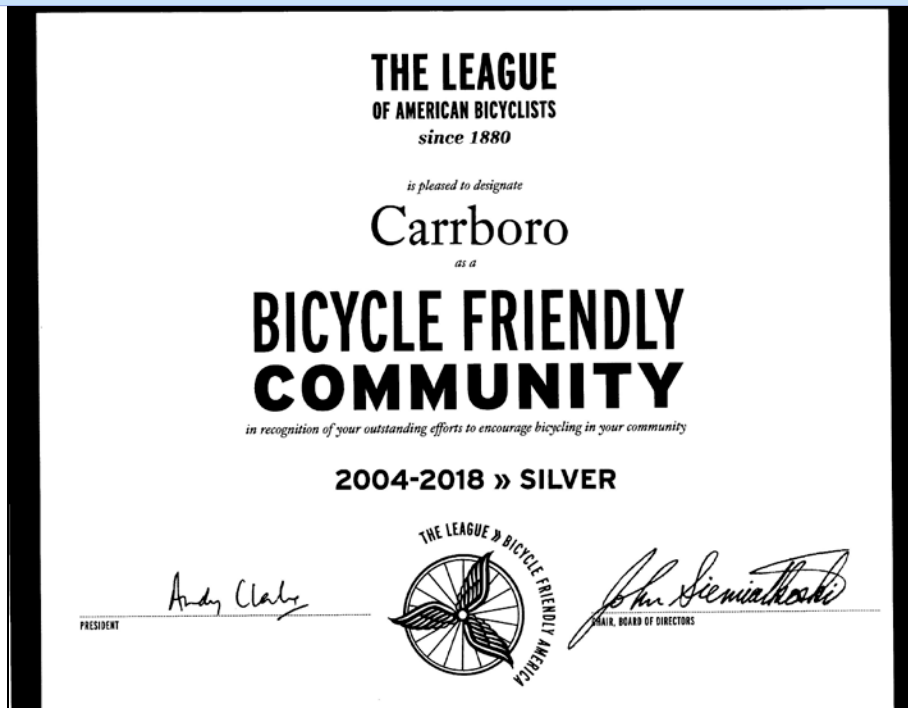 THE LEAGUE
OF AMERICAN BICYCLISTS
since 1880
is pleased to designate
Carrboro
as a
BICYCLE FRIENDLY
COMMUNITY
in recognition of your outstanding efforts to encourage bicycling in your community
2004-2018 » SILVER
THE LEAGUE » BICYCLE FRIENDLY AMERICA
Andy Clarke
PRESIDENT
John Siemiatkoski
CHAIR, BOARD OF DIRECTORS